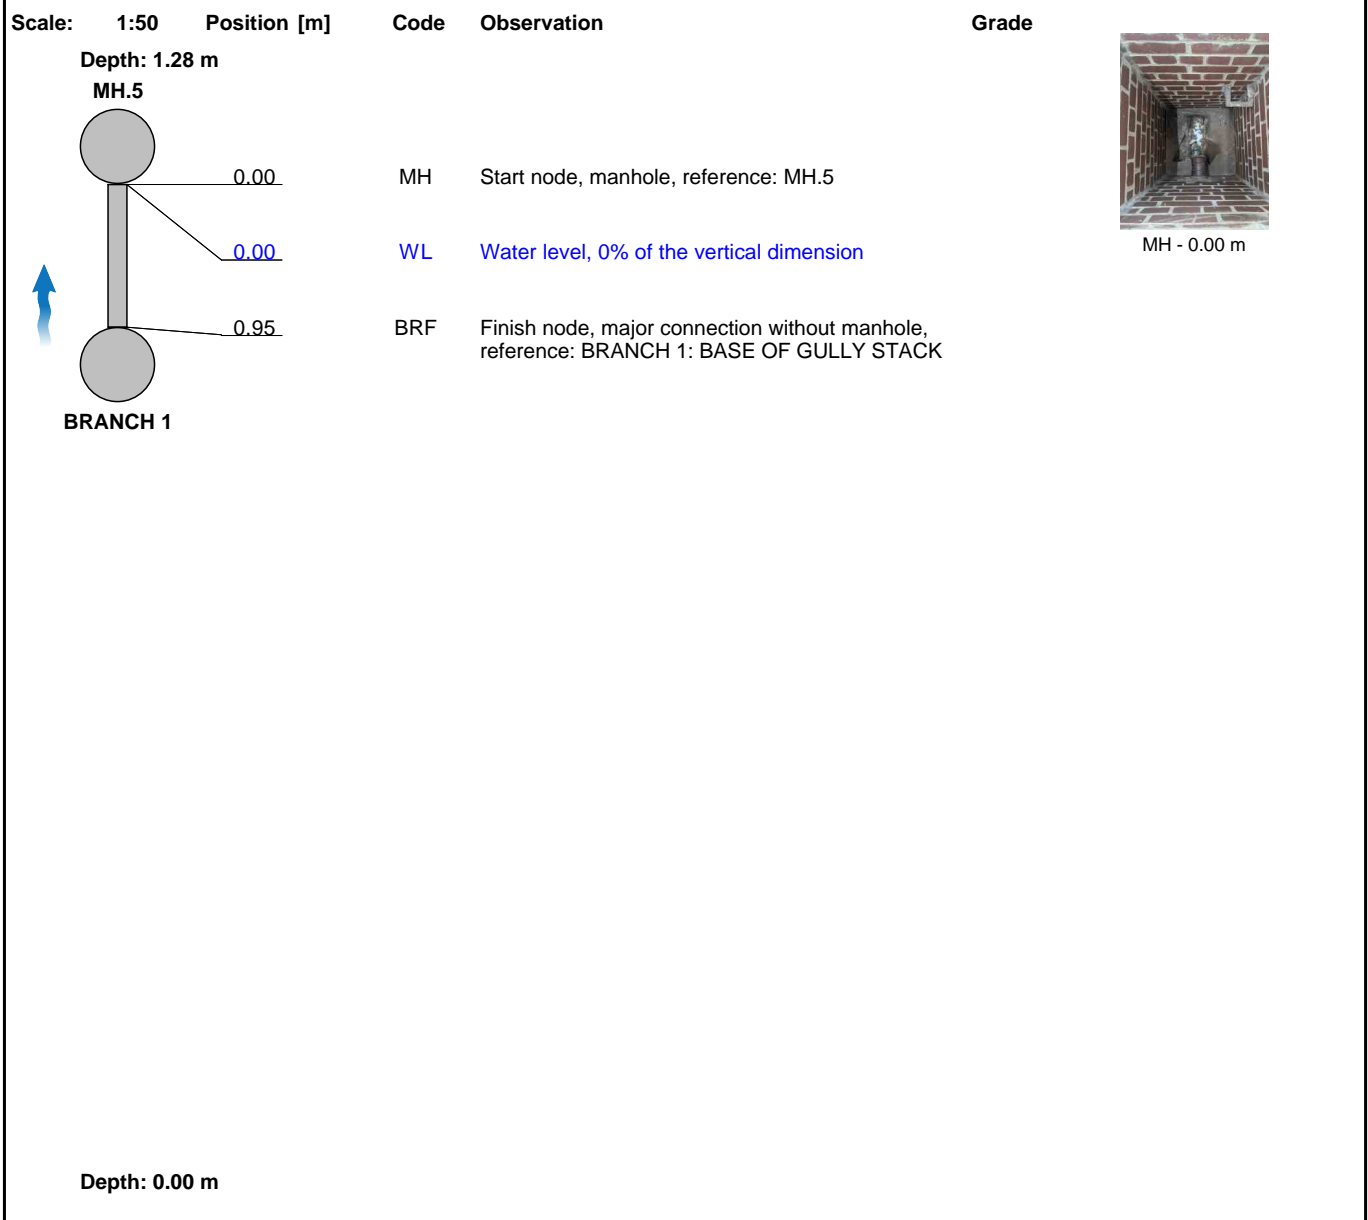 Scale: 1:50 Position [m] Code Observation Grade
Depth: 1.28 m
MH.5
0.00 MH Start node, manhole, reference: MH.5
0.00 WL Water level, 0% of the vertical dimension
MH - 0.00 m
0.95 BRF Finish node, major connection without manhole,
reference: BRANCH 1: BASE OF GULLY STACK
BRANCH 1
Depth: 0.00 m